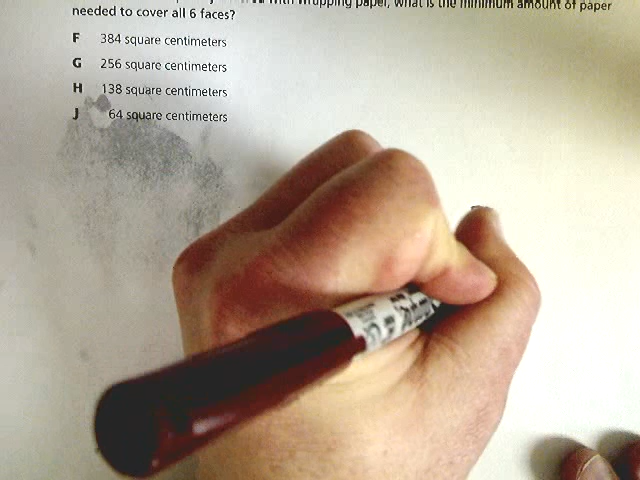 with wrapping paper, what is the minimum amount of paper
needed to cover all 6 faces?
F 384 square centimeters
G 256 square centimeters
H 138 square centimeters
J 64 square centimeters